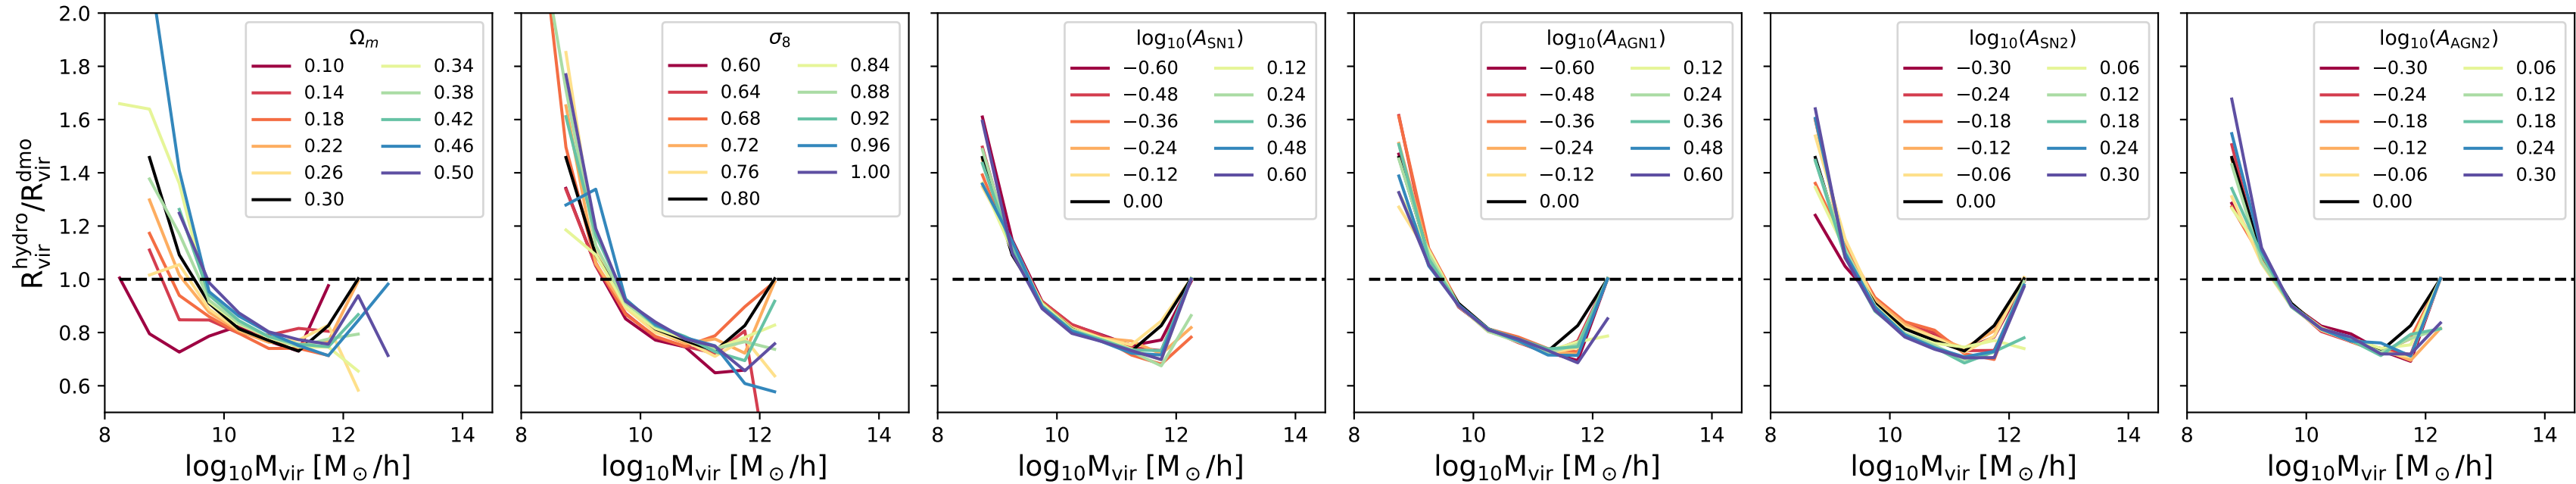 R_vir^hydro/R_vir^dmo
2.0
1.8
1.6
1.4
1.2
1.0
0.8
0.6
Ω_m
0.10 0.34
0.14 0.38
0.18 0.42
0.22 0.46
0.26 0.50
0.30
8 10 12 14
log₁₀M_vir [M_⊙/h]
σ_8
0.60 0.84
0.64 0.88
0.68 0.92
0.72 0.96
0.76 1.00
0.80
8 10 12 14
log₁₀M_vir [M_⊙/h]
log₁₀(A_SN1)
−0.60 0.12
−0.48 0.24
−0.36 0.36
−0.24 0.48
−0.12 0.60
0.00
8 10 12 14
log₁₀M_vir [M_⊙/h]
log₁₀(A_AGN1)
−0.60 0.12
−0.48 0.24
−0.36 0.36
−0.24 0.48
−0.12 0.60
0.00
8 10 12 14
log₁₀M_vir [M_⊙/h]
log₁₀(A_SN2)
−0.30 0.06
−0.24 0.12
−0.18 0.18
−0.12 0.24
−0.06 0.30
0.00
8 10 12 14
log₁₀M_vir [M_⊙/h]
log₁₀(A_AGN2)
−0.30 0.06
−0.24 0.12
−0.18 0.18
−0.12 0.24
−0.06 0.30
0.00
8 10 12 14
log₁₀M_vir [M_⊙/h]